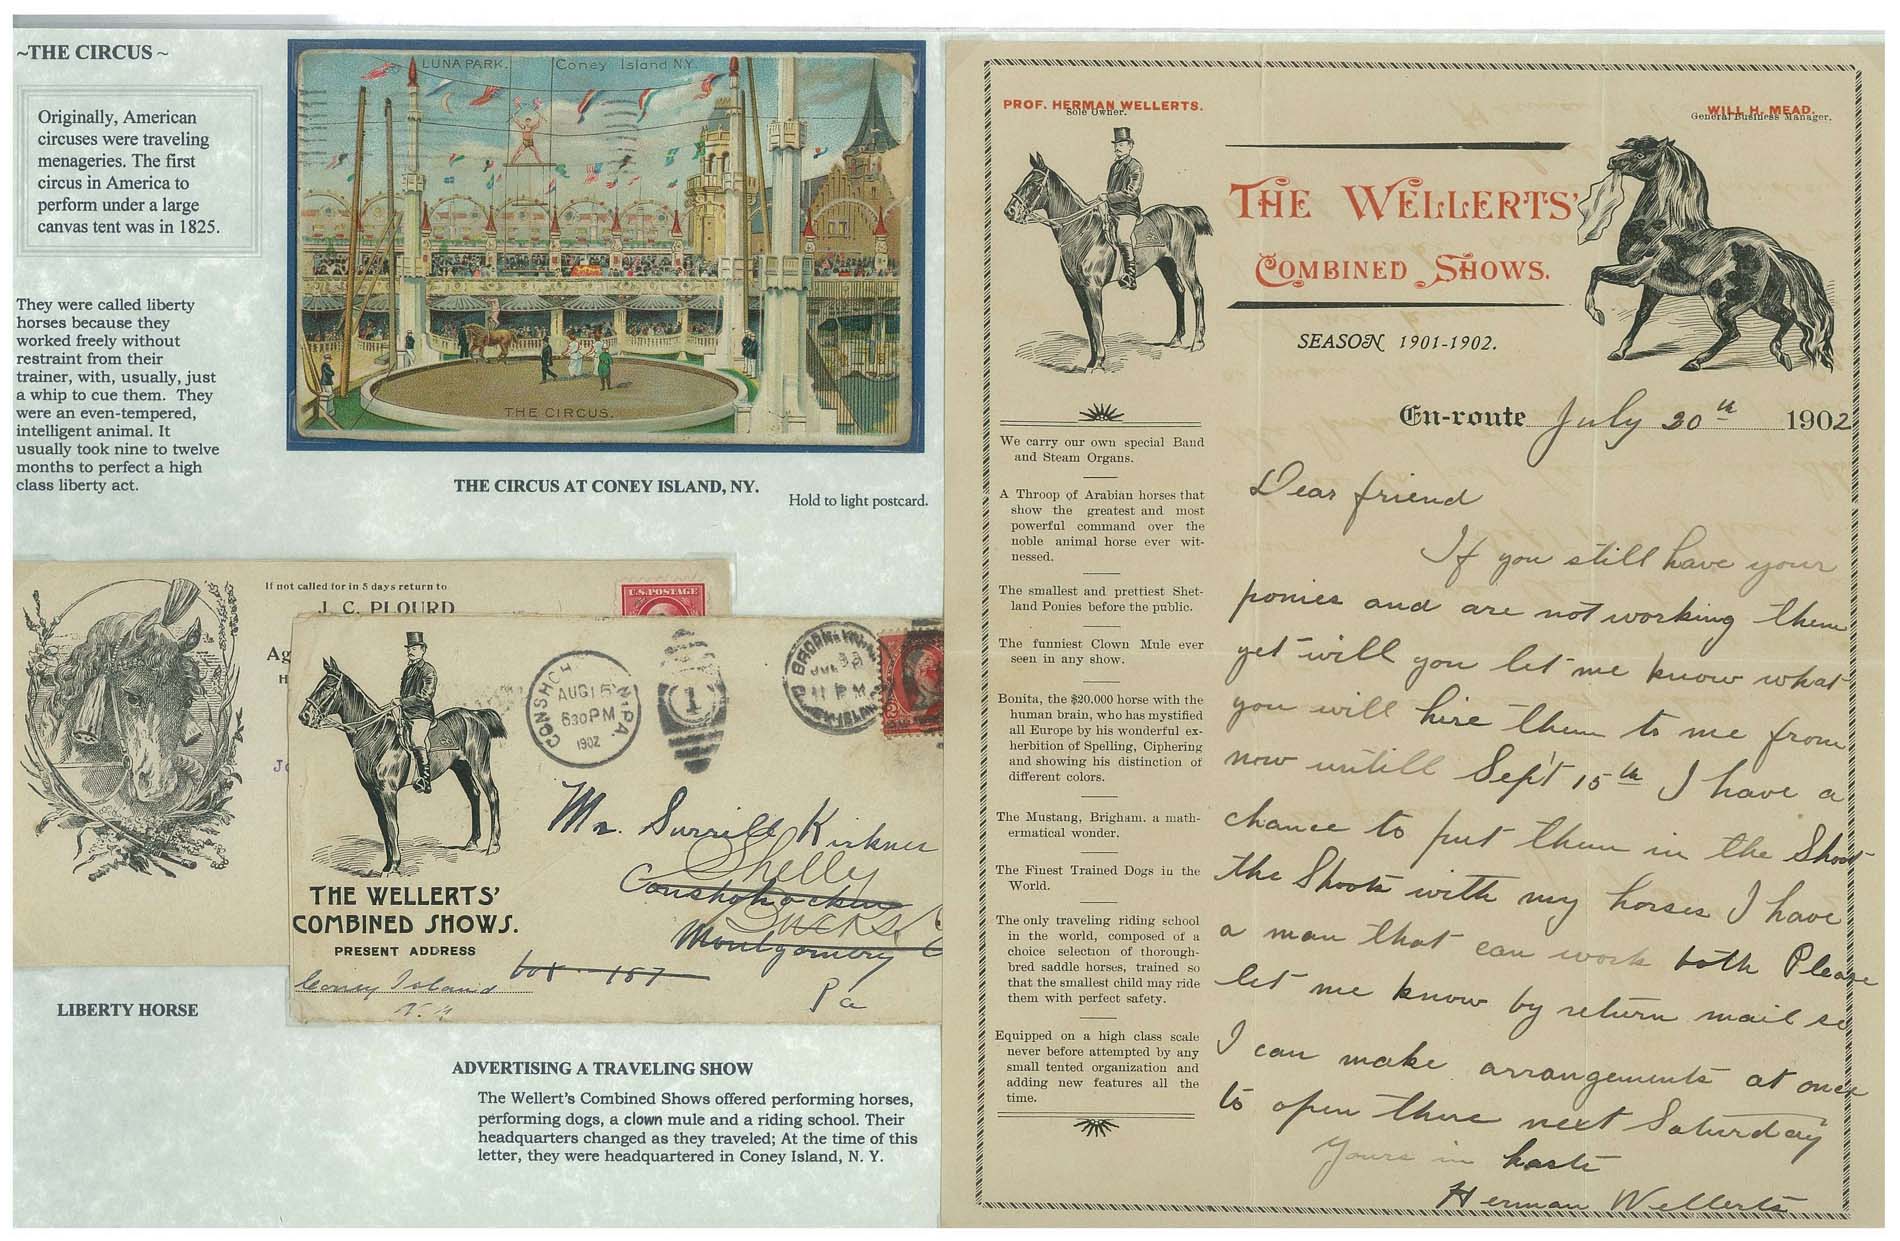 ~THE CIRCUS ~
Originally, American
circuses were traveling
menageries. The first
circus in America to
perform under a large
canvas tent was in 1825.
They were called liberty
horses because they
worked freely without
restraint from their
trainer, with, usually, just
a whip to cue them. They
were an even-tempered,
intelligent animal. It
usually took nine to twelve
months to perfect a high
class liberty act.
LUNA PARK. Coney Island N.Y.
THE CIRCUS.
THE CIRCUS AT CONEY ISLAND, NY.
Hold to light postcard.
If not called for in 5 days return to
J. C. PLOURD
Ag
U.S. POSTAGE
LIBERTY HORSE
CONSHOH N. PA.
AUG 15
630 PM
1902
1
11 PM
Mr. Surrill Kirkner
Shelly
Conshohocken
Bucks
Montgomery
box 157
Pa
THE WELLERTS'
COMBINED SHOWS.
PRESENT ADDRESS
Coney Island
N.Y.
ADVERTISING A TRAVELING SHOW
The Wellert's Combined Shows offered performing horses,
performing dogs, a clown mule and a riding school. Their
headquarters changed as they traveled; At the time of this
letter, they were headquartered in Coney Island, N. Y.
PROF. HERMAN WELLERTS.
Sole Owner.
WILL H. MEAD.
General Business Manager.
THE WELLERTS'
COMBINED SHOWS.
SEASON 1901-1902.
En-route July 30th 1902
We carry our own special Band
and Steam Organs.
A Throop of Arabian horses that
show the greatest and most
powerful command over the
noble animal horse ever wit-
nessed.
The smallest and prettiest Shet-
land Ponies before the public.
The funniest Clown Mule ever
seen in any show.
Bonita, the $20.000 horse with the
human brain, who has mystified
all Europe by his wonderful ex-
herbition of Spelling, Ciphering
and showing his distinction of
different colors.
The Mustang, Brigham. a math-
ermatical wonder.
The Finest Trained Dogs in the
World.
The only traveling riding school
in the world, composed of a
choice selection of thorough-
bred saddle horses, trained so
that the smallest child may ride
them with perfect safety.
Equipped on a high class scale
never before attempted by any
small tented organization and
adding new features all the
time.
Dear friend
If you still have your
ponies and are not working them
yet will you let me know what
you will hire them to me from
now untill Sept 15th I have a
chance to put them in the Shoot
the Shoots with my horses I have
a man that can work both Please
let me know by return mail so
I can make arrangements at once
to open there next Saturday
Yours in haste
Herman Wellerts